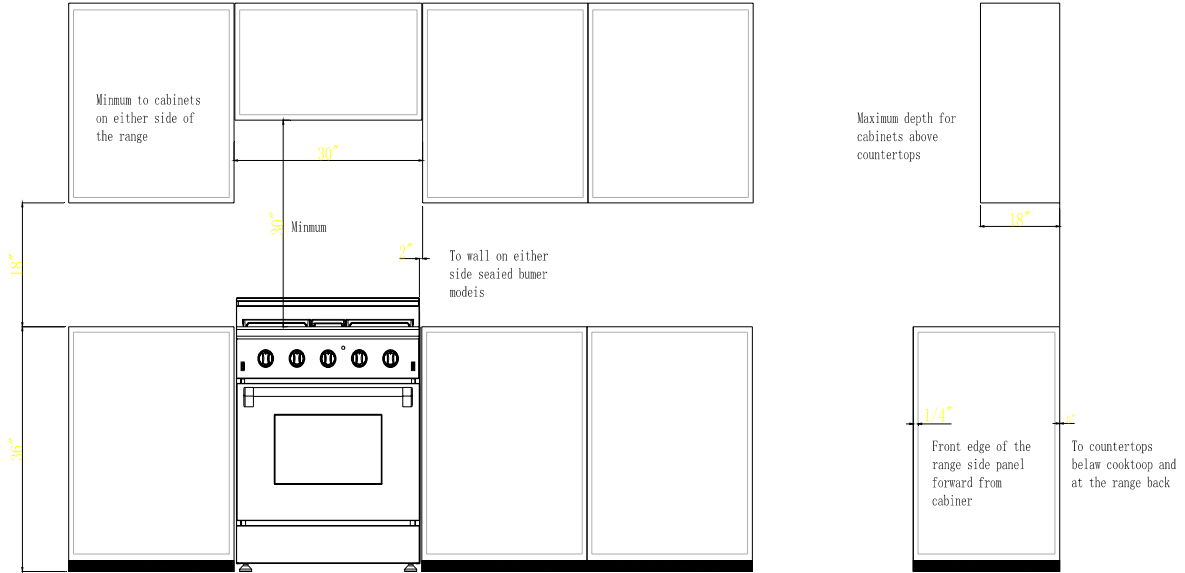 Minmum to cabinets
on either side of
the range
30"
30"
Minmum
2"
To wall on either
side seaied bumer
modeis
18"
36"
Maximum depth for
cabinets above
countertops
18"
1/4"
Front edge of the
range side panel
forward from
cabiner
To countertops
belaw cooktoop and
at the range back